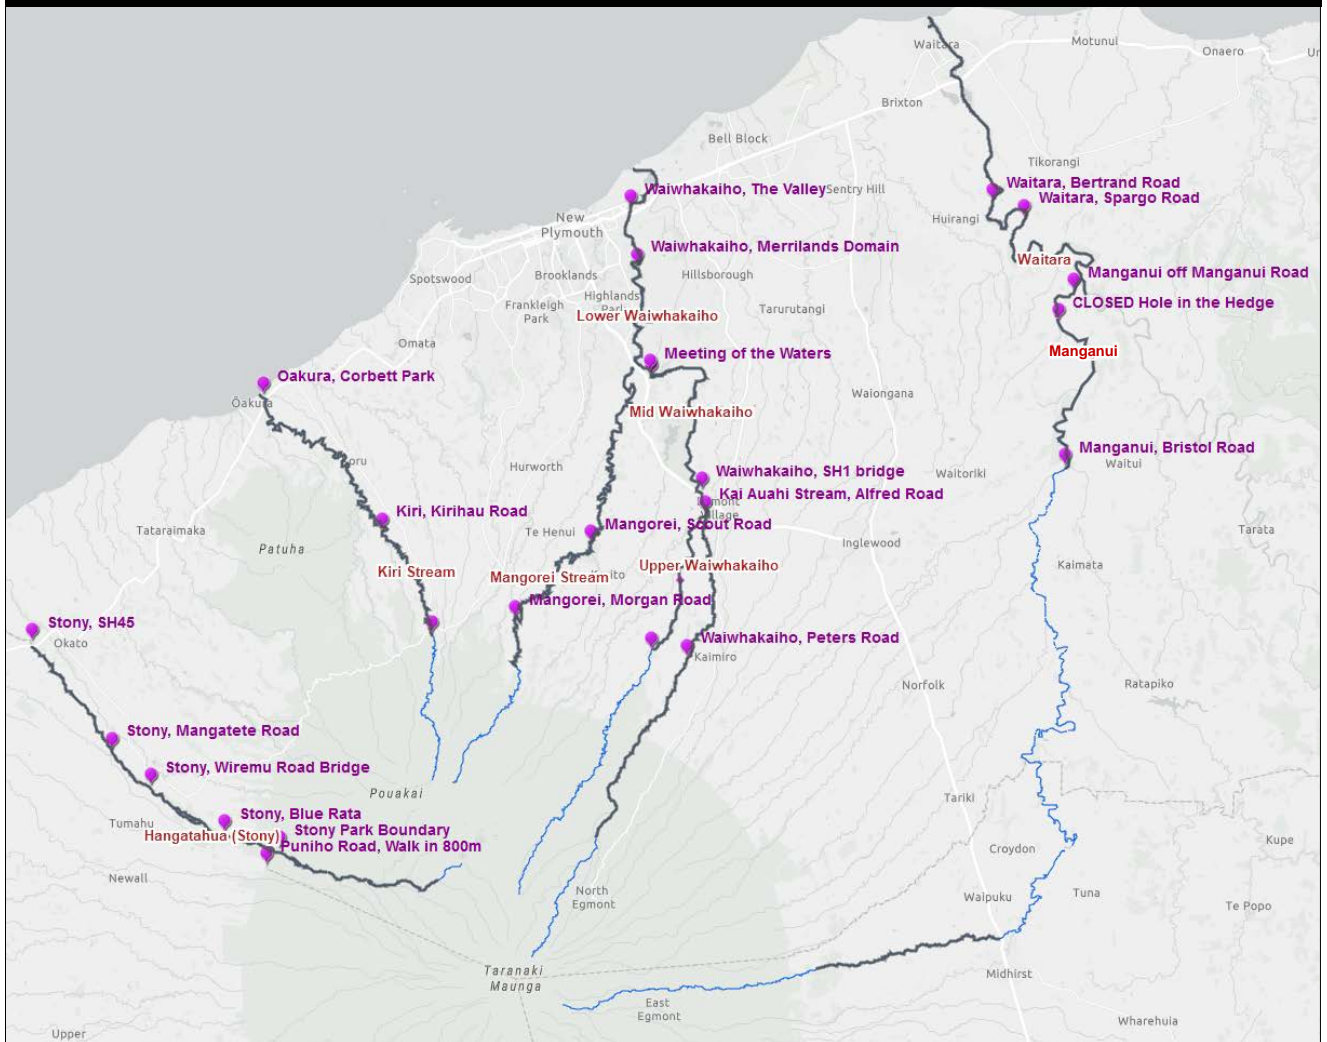 Waitara
Motunui
Onaero
Brixton
Bell Block
Tikorangi
Waitara, Bertrand Road
Waiwhakaiho, The Valley
Sentry Hill
Waitara, Spargo Road
Huirangi
New
Plymouth
Waiwhakaiho, Merrilands Domain
Waitara
Manganui off Manganui Road
Spotswood
Brooklands
Hillsborough
Highlands
Frankleigh
Park
CLOSED Hole in the Hedge
Tarurutangi
Lower Waiwhakaiho
Omata
Meeting of the Waters
Manganui
Oakura, Corbett Park
Ōakura
Waiongana
Mid Waiwhakaiho
Manganui, Bristol Road
Waitui
Hurworth
Waiwhakaiho, SH1 bridge
Waitoriki
Kai Auahi Stream, Alfred Road
Kiri, Kirihau Road
Mangorei, Scout Road
Tataraimaka
Te Henui
Tarata
Inglewood
Patuha
Kaimata
Upper Waiwhakaiho
Kiri Stream
Mangorei Stream
Mangorei, Morgan Road
Stony, SH45
Okato
Waiwhakaiho, Peters Road
Kaimiro
Norfolk
Ratapiko
Stony, Mangatete Road
Stony, Wiremu Road Bridge
Pouakai
Tariki
Stony, Blue Rata
Tumahu
Stony Park Boundary
Hangatahua (Stony)
Puniho Road, Walk in 800m
Kupe
Croydon
Newall
North
Egmont
Waipuku
Tuna
Te Popo
Taranaki
Maunga
Midhirst
East
Egmont
Wharehuia
Upper